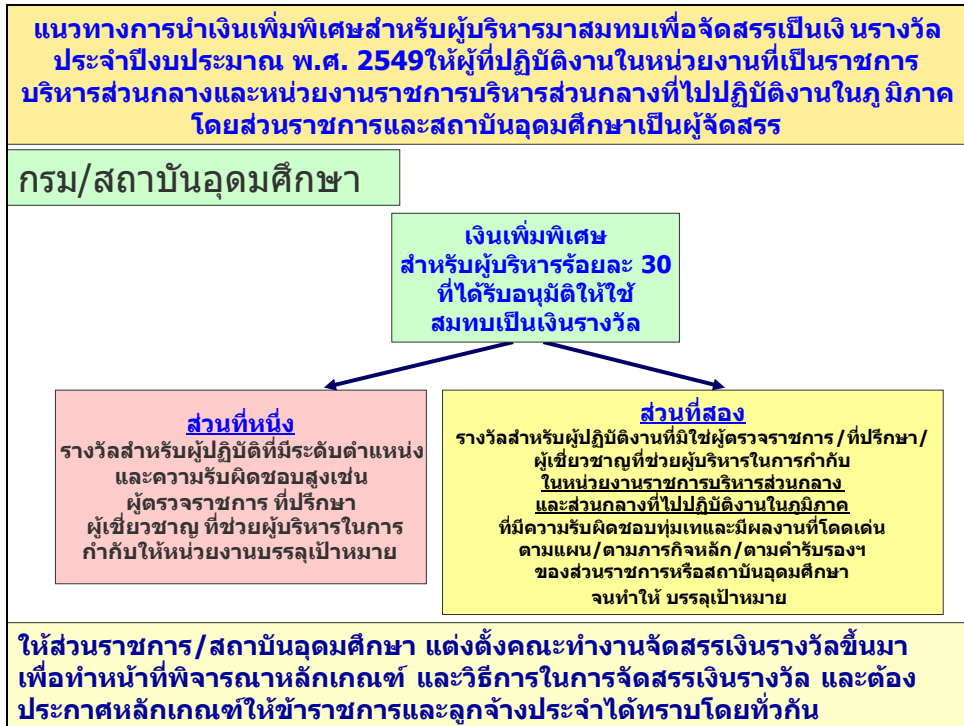 แนวทางการนำเงินเพิ่มพิเศษสำหรับผู้บริหารมาสมทบเพื่อจัดสรรเป็นเงินรางวัล
ประจำปีงบประมาณ พ.ศ. 2549ให้ผู้ที่ปฏิบัติงานในหน่วยงานที่เป็นราชการ
บริหารส่วนกลางและหน่วยงานราชการบริหารส่วนกลางที่ไปปฏิบัติงานในภูมิภาค
โดยส่วนราชการและสถาบันอุดมศึกษาเป็นผู้จัดสรร
กรม/สถาบันอุดมศึกษา
เงินเพิ่มพิเศษ
สำหรับผู้บริหารร้อยละ 30
ที่ได้รับอนุมัติให้ใช้
สมทบเป็นเงินรางวัล
ส่วนที่หนึ่ง
รางวัลสำหรับผู้ปฏิบัติที่มีระดับตำแหน่ง
และความรับผิดชอบสูงเช่น
ผู้ตรวจราชการ ที่ปรึกษา
ผู้เชี่ยวชาญ ที่ช่วยผู้บริหารในการ
กำกับให้หน่วยงานบรรลุเป้าหมาย
ส่วนที่สอง
รางวัลสำหรับผู้ปฏิบัติงานที่มิใช่ผู้ตรวจราชการ/ที่ปรึกษา/
ผู้เชี่ยวชาญที่ช่วยผู้บริหารในการกำกับ
ในหน่วยงานราชการบริหารส่วนกลาง
และส่วนกลางที่ไปปฏิบัติงานในภูมิภาค
ที่มีความรับผิดชอบทุ่มเทและมีผลงานที่โดดเด่น
ตามแผน/ตามภารกิจหลัก/ตามคำรับรองฯ
ของส่วนราชการหรือสถาบันอุดมศึกษา
จนทำให้ บรรลุเป้าหมาย
ให้ส่วนราชการ/สถาบันอุดมศึกษา แต่งตั้งคณะทำงานจัดสรรเงินรางวัลขึ้นมา
เพื่อทำหน้าที่พิจารณาหลักเกณฑ์ และวิธีการในการจัดสรรเงินรางวัล และต้อง
ประกาศหลักเกณฑ์ให้ข้าราชการและลูกจ้างประจำได้ทราบโดยทั่วกัน